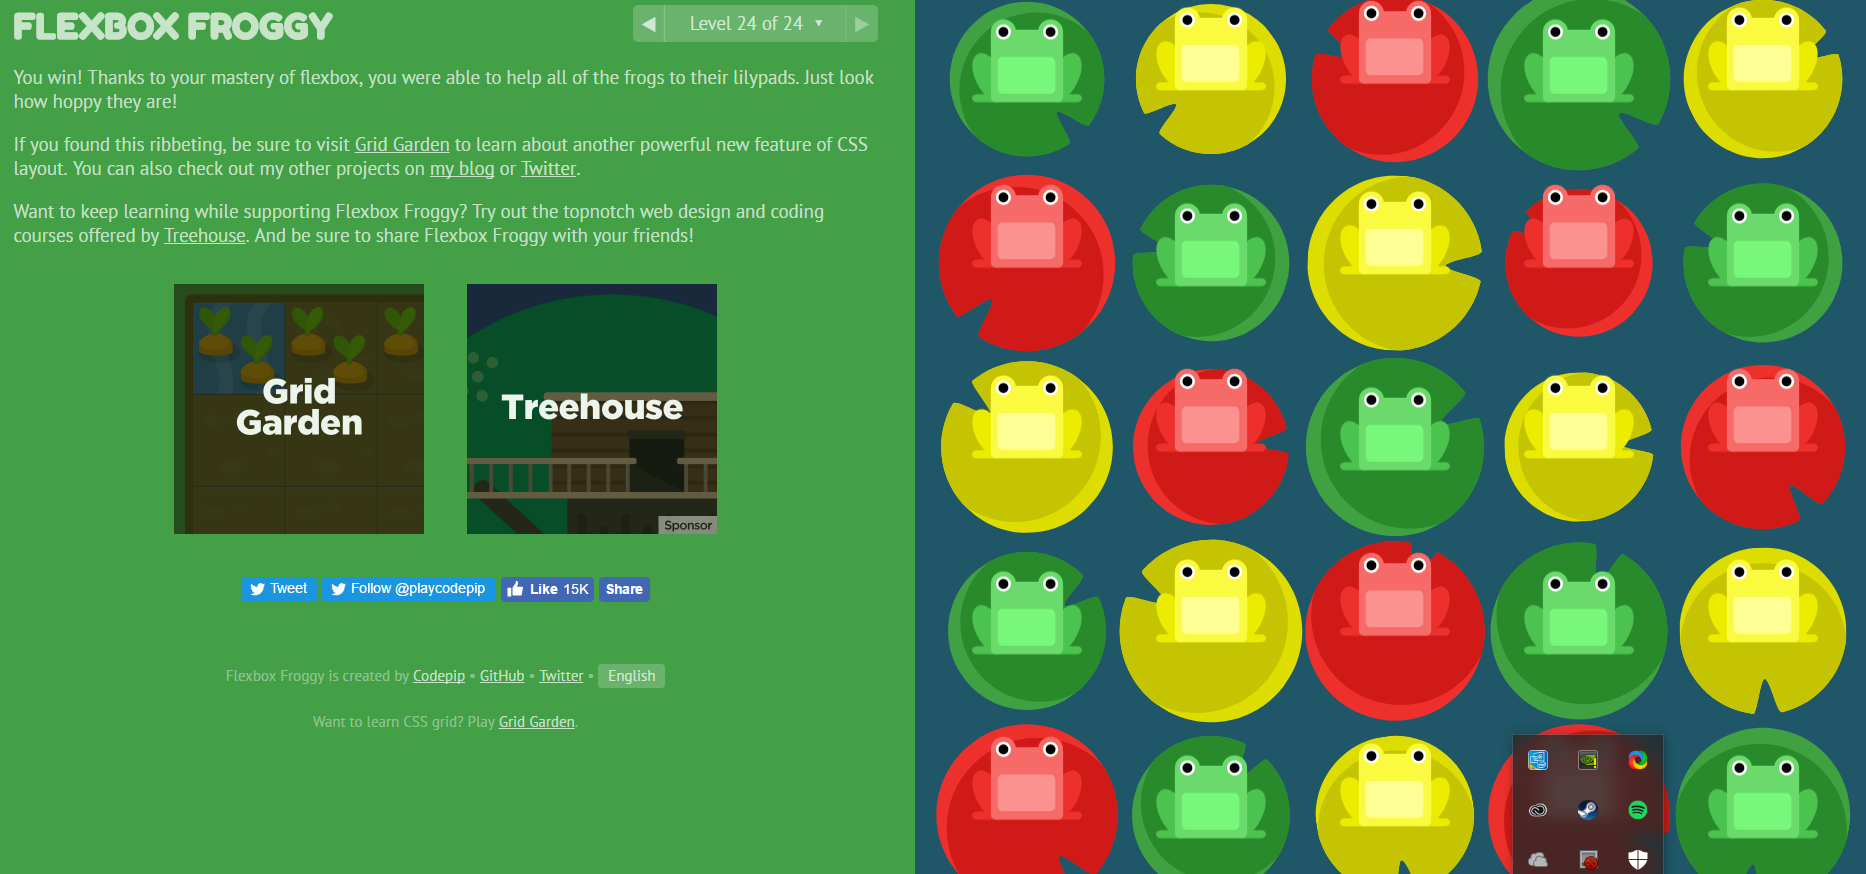 FLEXBOX FROGGY
Level 24 of 24
You win! Thanks to your mastery of flexbox, you were able to help all of the frogs to their lilypads. Just look
how hoppy they are!
If you found this ribbeting, be sure to visit Grid Garden to learn about another powerful new feature of CSS
layout. You can also check out my other projects on my blog or Twitter.
Want to keep learning while supporting Flexbox Froggy? Try out the topnotch web design and coding
courses offered by Treehouse. And be sure to share Flexbox Froggy with your friends!
Grid
Garden
Treehouse
Sponsor
Tweet
Follow @playcodepip
Like 15K
Share
Flexbox Froggy is created by Codepip • GitHub • Twitter • English
Want to learn CSS grid? Play Grid Garden.